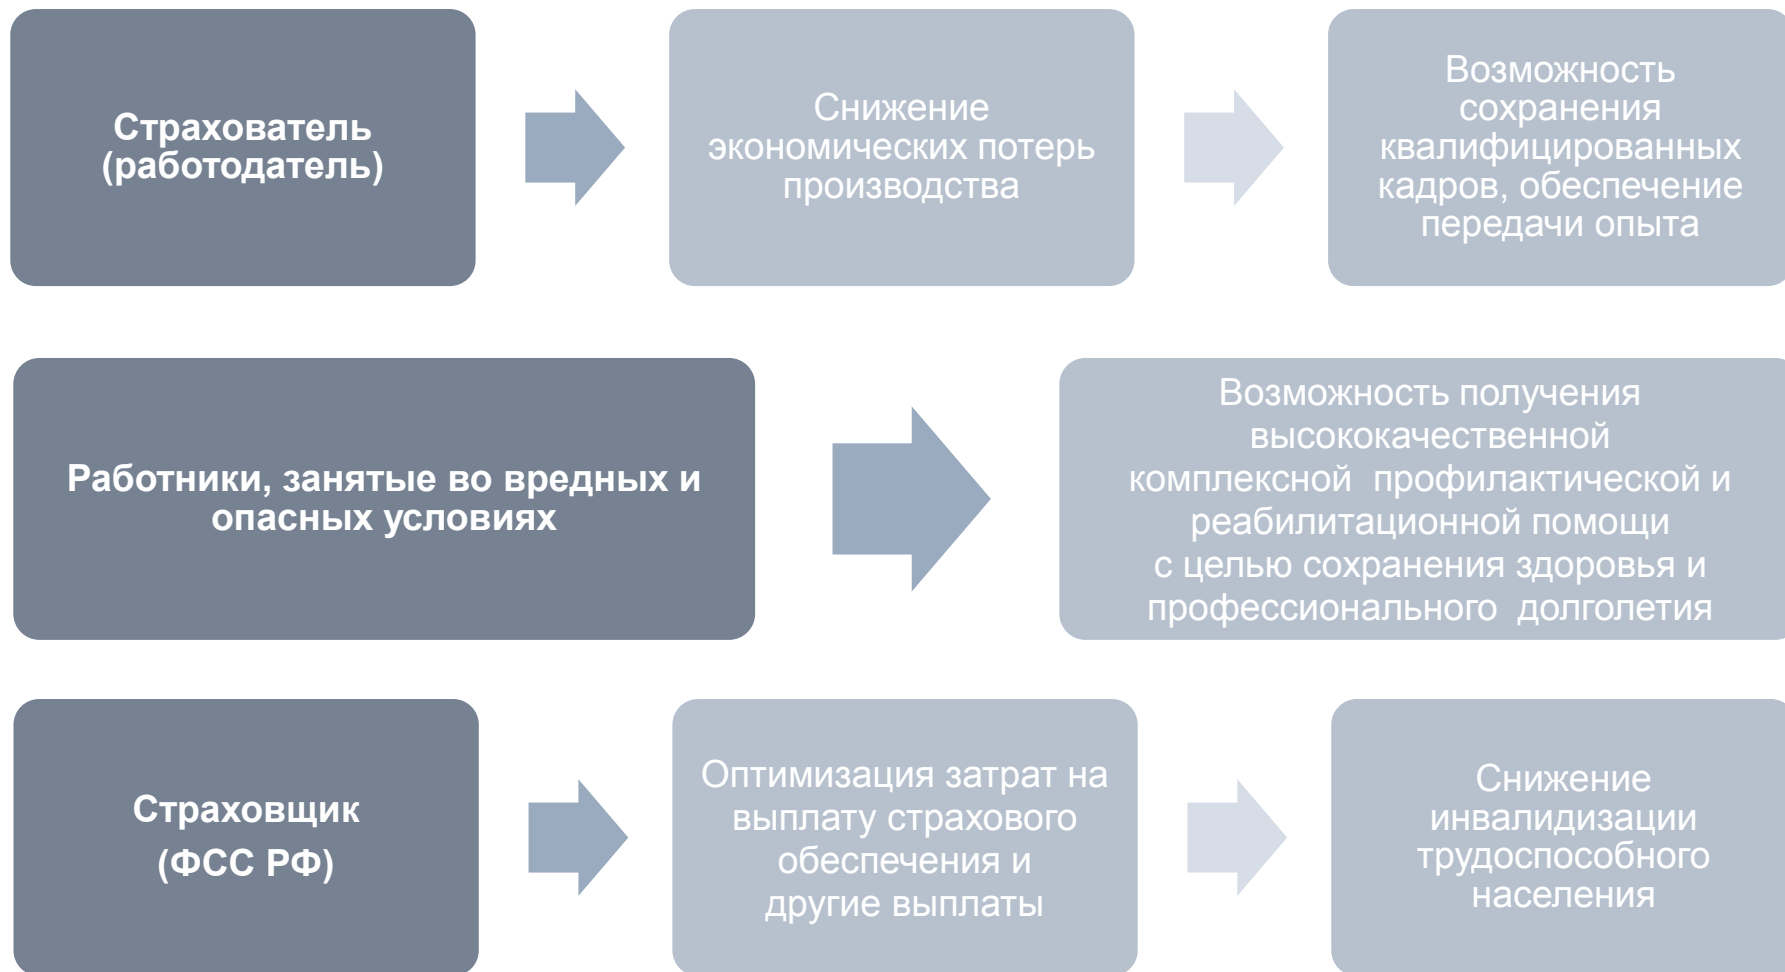 Страхователь
(работодатель)
Снижение
экономических потерь
производства
Возможность
сохранения
квалифицированных
кадров, обеспечение
передачи опыта
Работники, занятые во вредных и
опасных условиях
Возможность получения
высококачественной
комплексной  профилактической и
реабилитационной помощи
с целью сохранения здоровья и
профессионального  долголетия
Страховщик
(ФСС РФ)
Оптимизация затрат на
выплату страхового
обеспечения и
другие выплаты
Снижение
инвалидизации
трудоспособного
населения